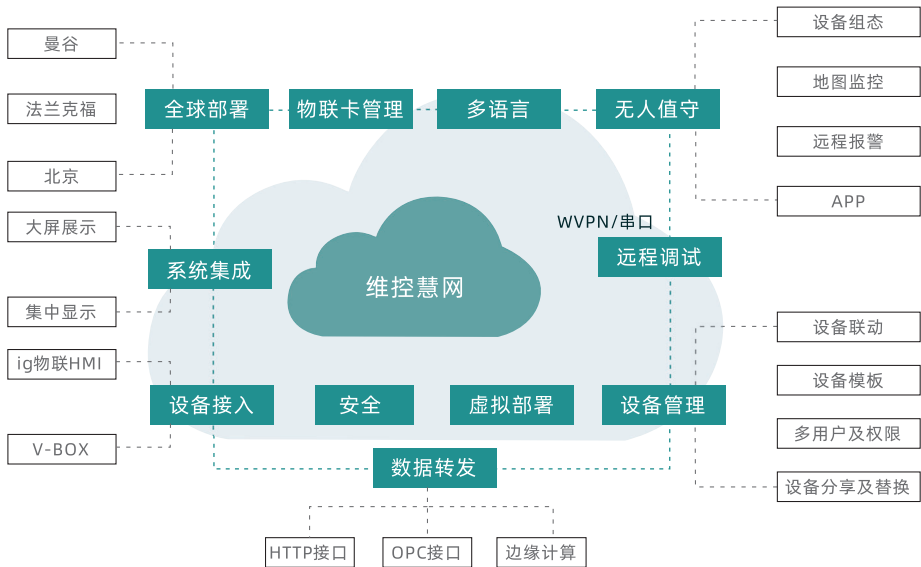 设备组态
曼谷
地图监控
法兰克福
全球部署
物联卡管理
多语言
无人值守
远程报警
北京
APP
大屏展示
WVPN/串口
系统集成
远程调试
维控慧网
集中显示
设备联动
ig物联HMI
设备模板
设备接入
安全
虚拟部署
设备管理
多用户及权限
V-BOX
数据转发
设备分享及替换
HTTP接口
OPC接口
边缘计算